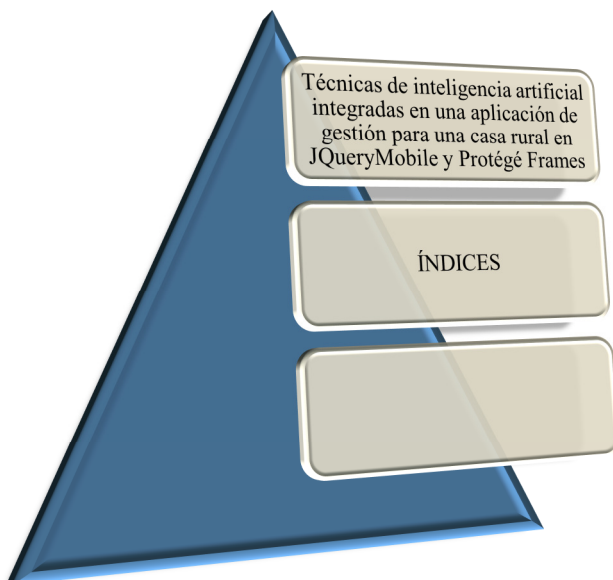 Técnicas de inteligencia artificial
integradas en una aplicación de
gestión para una casa rural en
JQueryMobile y Protégé Frames
ÍNDICES